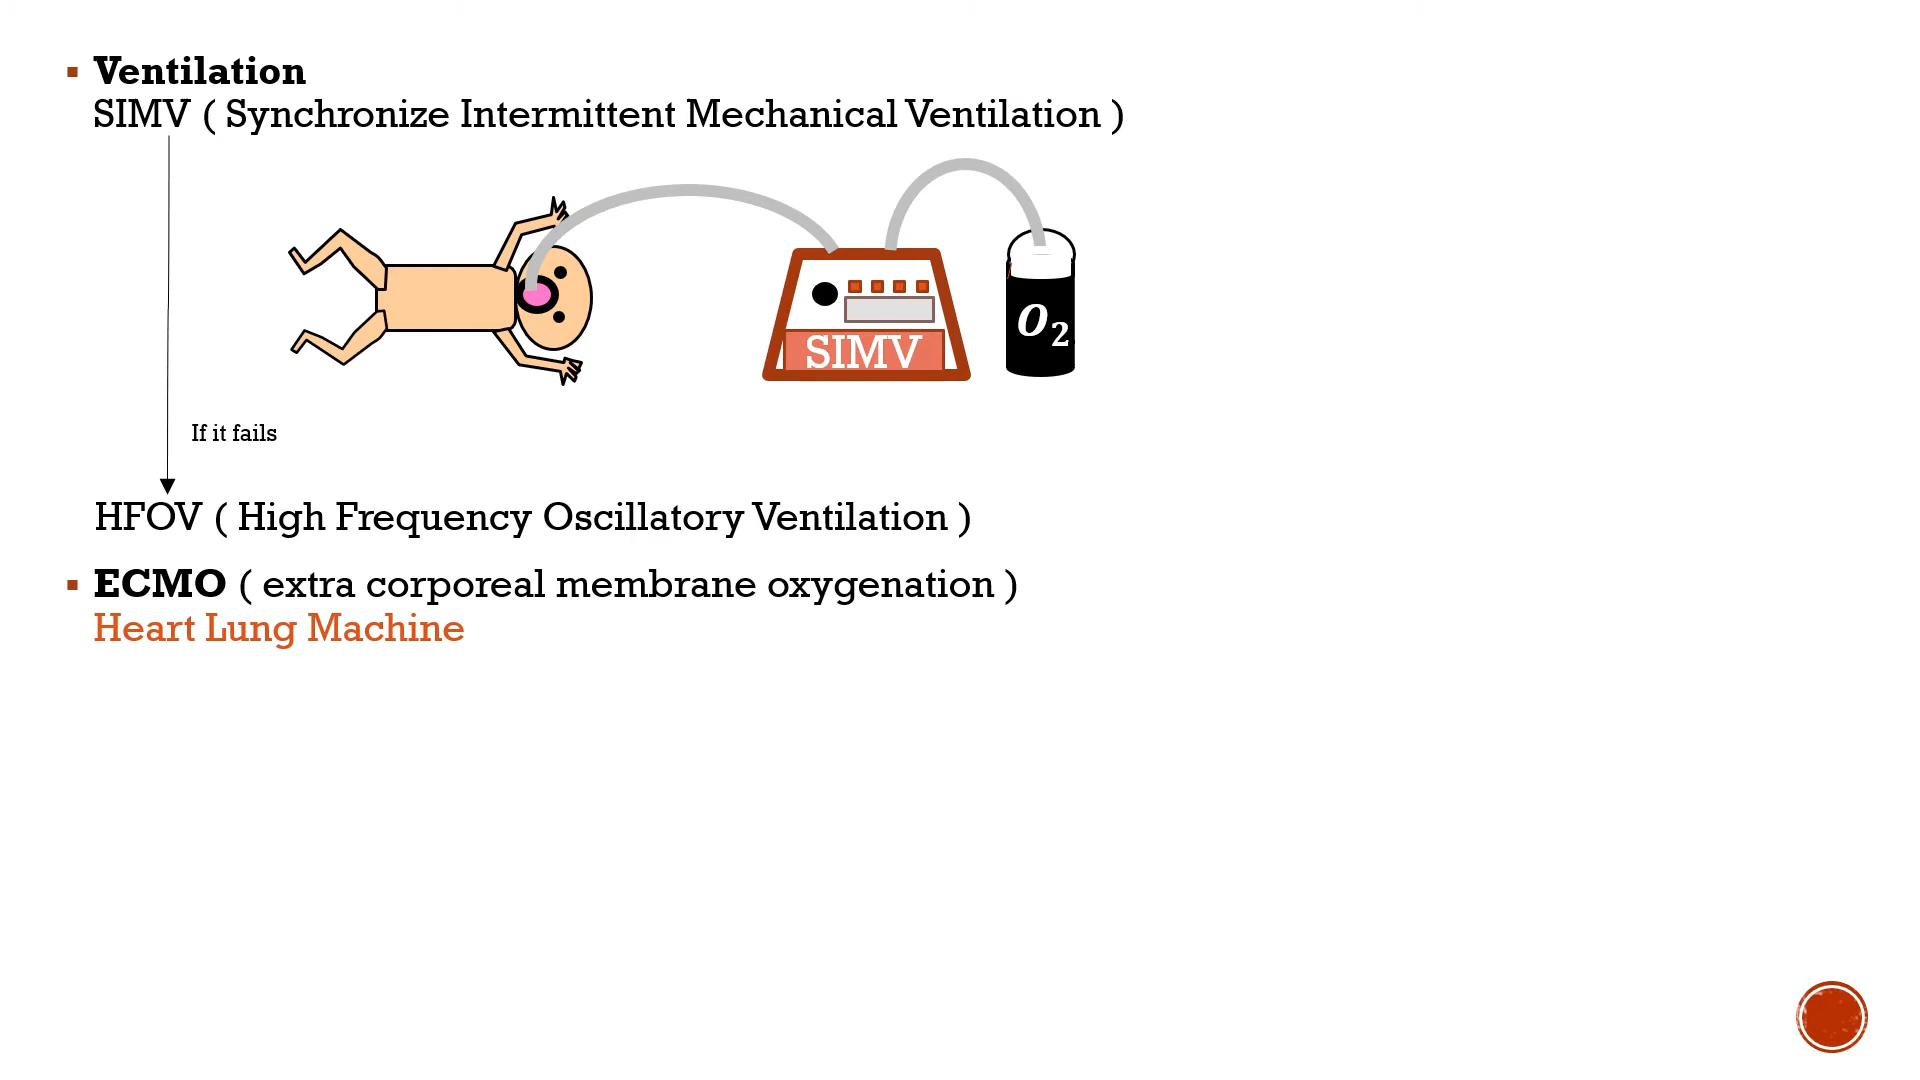 Ventilation
SIMV ( Synchronize Intermittent Mechanical Ventilation )
SIMV
O2
If it fails
HFOV ( High Frequency Oscillatory Ventilation )
ECMO ( extra corporeal membrane oxygenation )
Heart Lung Machine